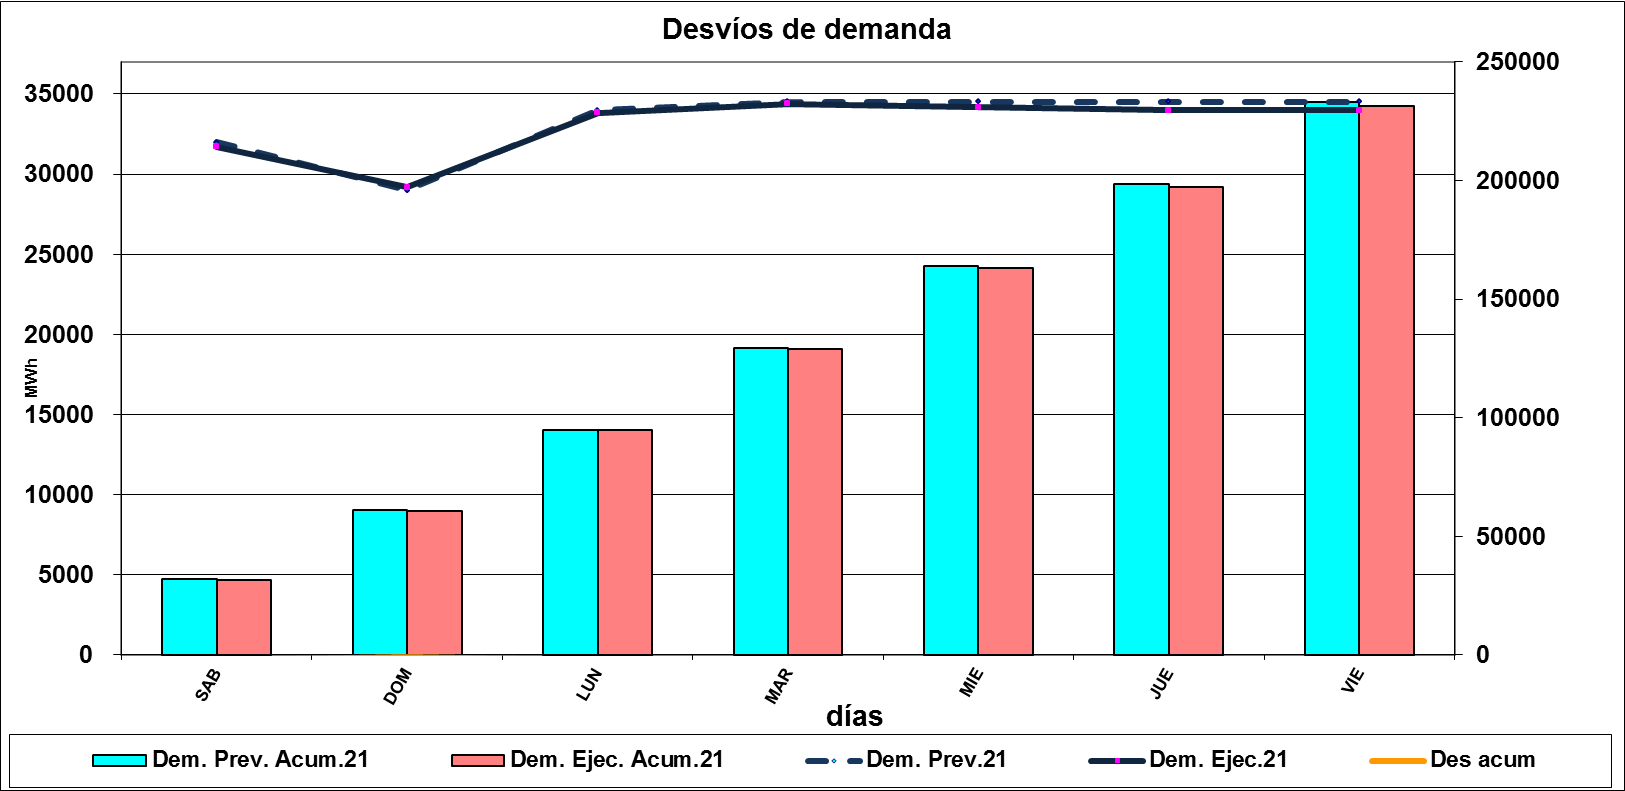 Desvíos de demanda
35000
30000
25000
20000
15000
10000
5000
0
MWh
250000
200000
150000
100000
50000
0
SAB
DOM
LUN
MAR
MIE
JUE
VIE
días
Dem. Prev. Acum.21
Dem. Ejec. Acum.21
Dem. Prev.21
Dem. Ejec.21
Des acum